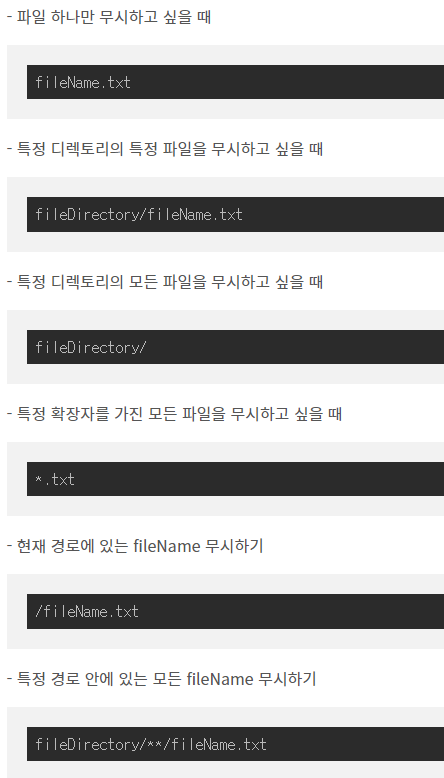 - 파일 하나만 무시하고 싶을 때
fileName.txt
- 특정 디렉토리의 특정 파일을 무시하고 싶을 때
fileDirectory/fileName.txt
- 특정 디렉토리의 모든 파일을 무시하고 싶을 때
fileDirectory/
- 특정 확장자를 가진 모든 파일을 무시하고 싶을 때
*.txt
- 현재 경로에 있는 fileName 무시하기
/fileName.txt
- 특정 경로 안에 있는 모든 fileName 무시하기
fileDirectory/**/fileName.txt